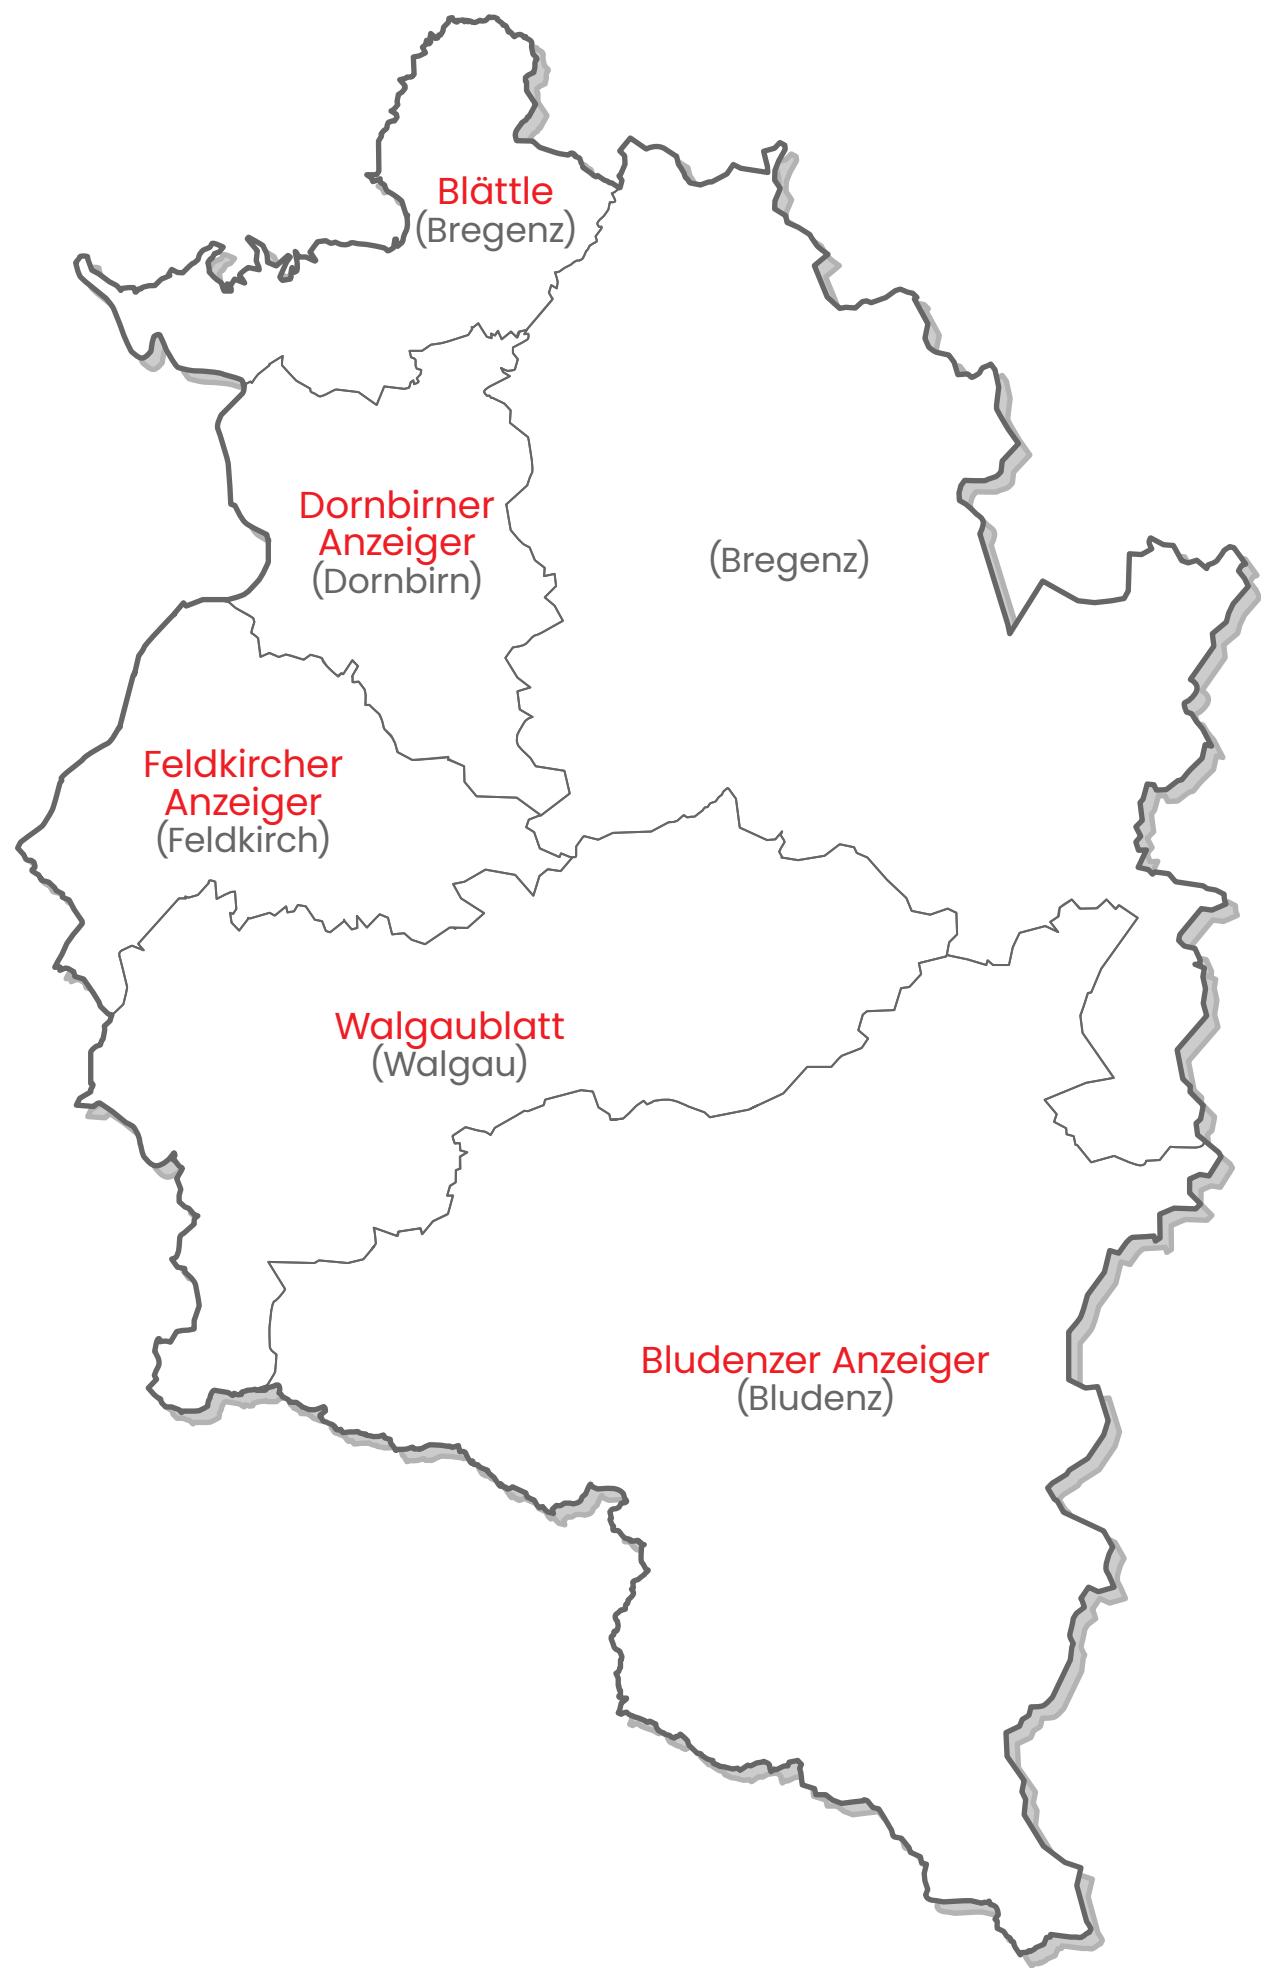 Blättle
(Bregenz)
Dornbirner
Anzeiger
(Dornbirn)
(Bregenz)
Feldkircher
Anzeiger
(Feldkirch)
Walgaublatt
(Walgau)
Bludenzer Anzeiger
(Bludenz)